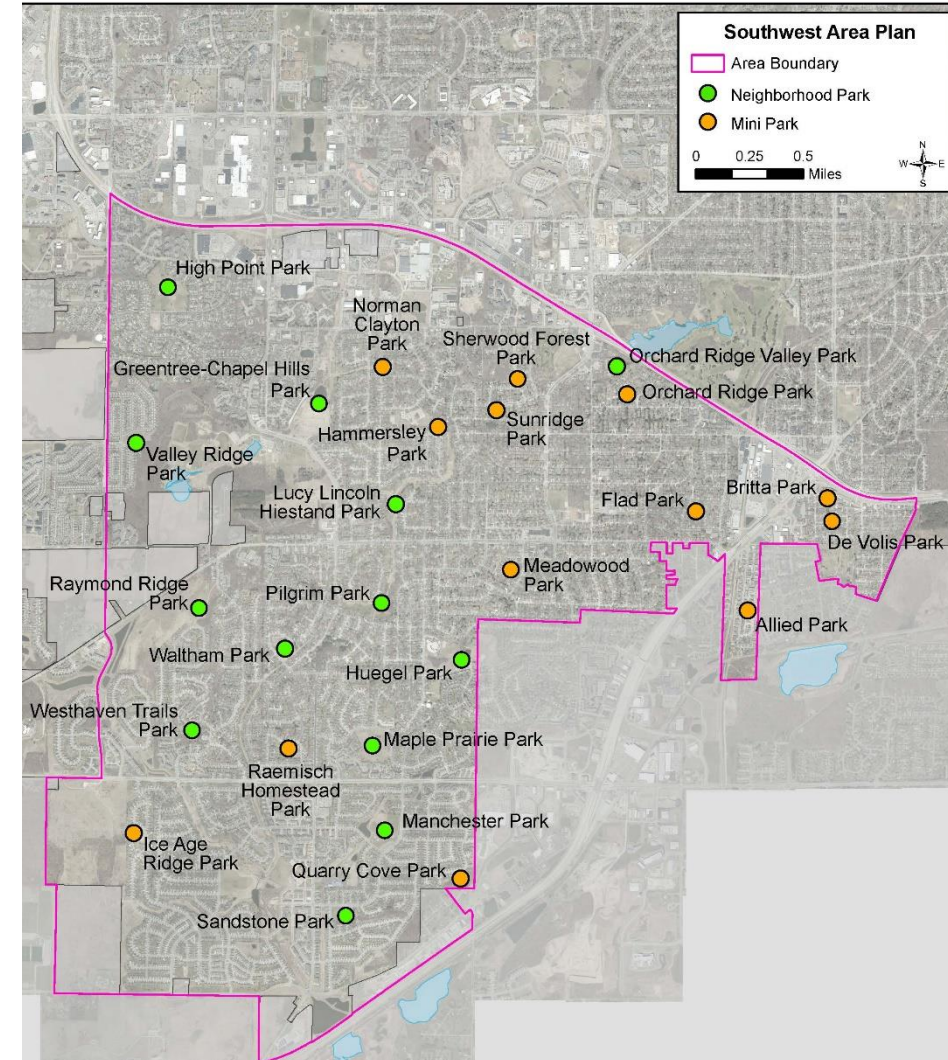 Southwest Area Plan
Area Boundary
Neighborhood Park
Mini Park
0 0.25 0.5
Miles
N
W E
S
High Point Park
Norman
Clayton
Park
Sherwood Forest
Park
Orchard Ridge Valley Park
Greentree-Chapel Hills
Park
Orchard Ridge Park
Sunridge
Park
Hammersley
Park
Valley Ridge
Park
Lucy Lincoln
Hiestand Park
Flad Park
Britta Park
De Volis Park
Meadowood
Park
Raymond Ridge
Park
Pilgrim Park
Allied Park
Waltham Park
Huegel Park
Westhaven Trails
Park
Maple Prairie Park
Raemisch
Homestead
Park
Manchester Park
Ice Age
Ridge Park
Quarry Cove Park
Sandstone Park